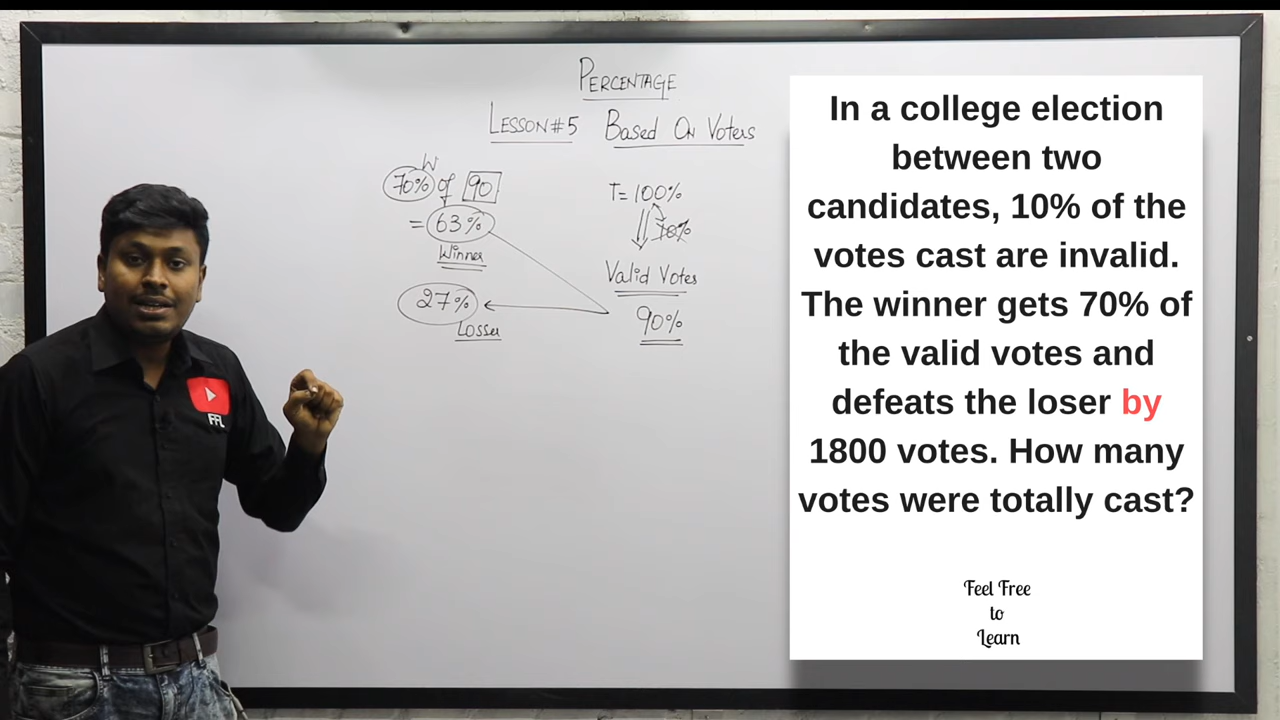 PERCENTAGE
LESSON#5 Based On Voters
W
70% of 90
= 63%
Winner
27%
Losser
T= 100%
Valid Votes
90%
In a college election
between two
candidates, 10% of the
votes cast are invalid.
The winner gets 70% of
the valid votes and
defeats the loser by
1800 votes. How many
votes were totally cast?
Feel Free
to
Learn
FFL